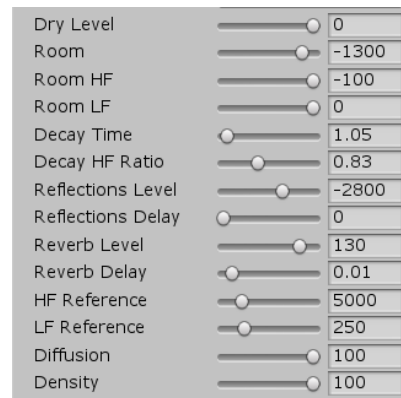 Dry Level 0
Room -1300
Room HF -100
Room LF 0
Decay Time 1.05
Decay HF Ratio 0.83
Reflections Level -2800
Reflections Delay 0
Reverb Level 130
Reverb Delay 0.01
HF Reference 5000
LF Reference 250
Diffusion 100
Density 100